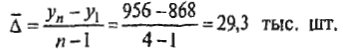 Δ̄ = (yₙ − y₁)/(n − 1) = (956 − 868)/(4 − 1) = 29,3 тыс. шт.